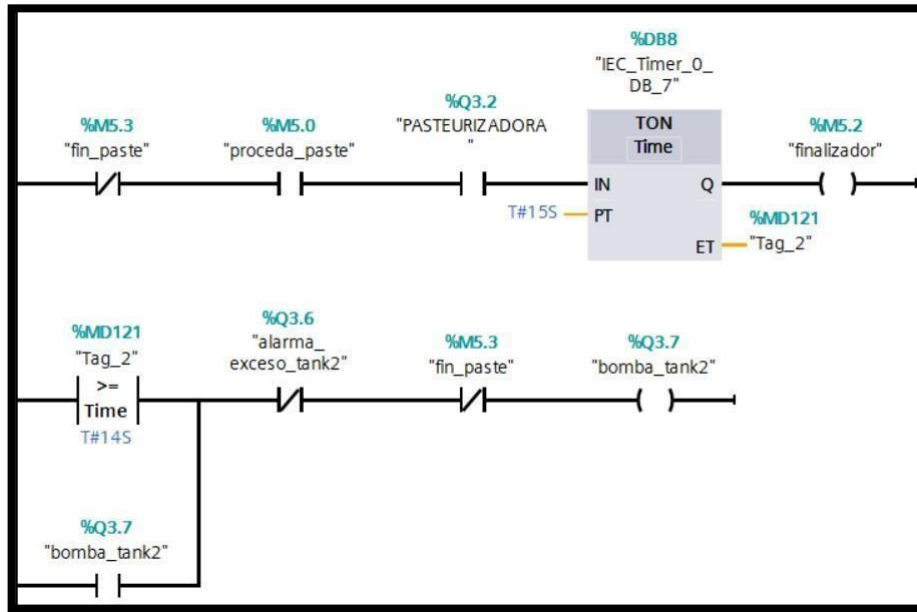 %DB8
"IEC_Timer_0_
DB_7"
%M5.3
"fin_paste"
%M5.0
"proceda_paste"
%Q3.2
"PASTEURIZADORA
"
TON
Time
%M5.2
"finalizador"
IN
Q
T#15S
PT
ET
%MD121
"Tag_2"
%MD121
"Tag_2"
>=
Time
T#14S
%Q3.6
"alarma_
exceso_tank2"
%M5.3
"fin_paste"
%Q3.7
"bomba_tank2"
%Q3.7
"bomba_tank2"